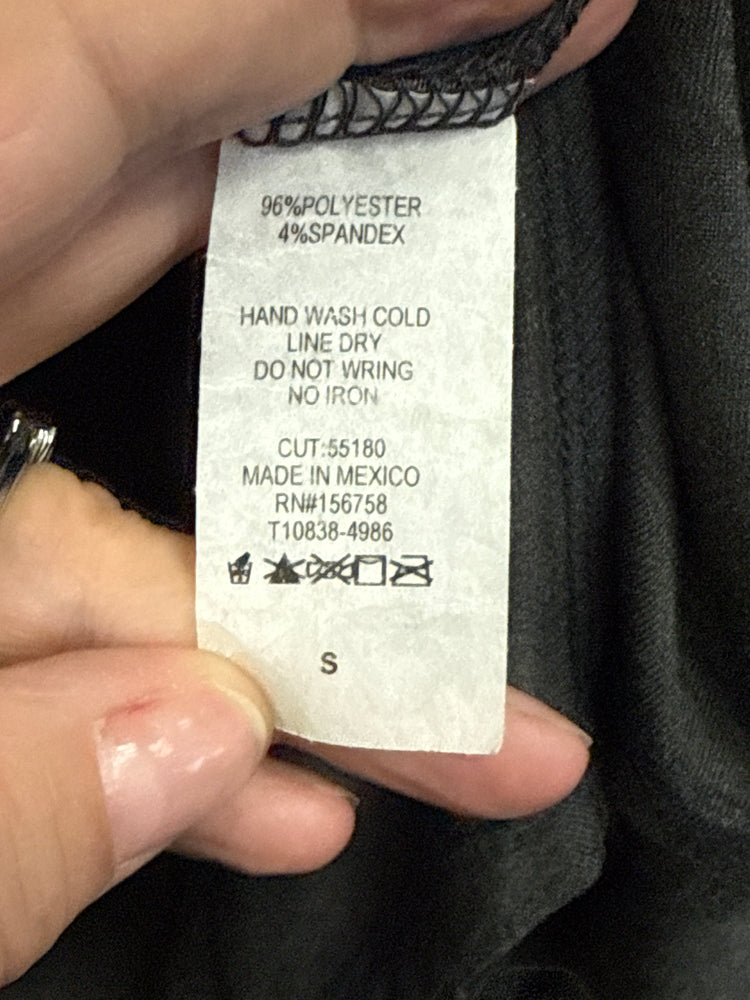 96%POLYESTER
4%SPANDEX
HAND WASH COLD
LINE DRY
DO NOT WRING
NO IRON
CUT:55180
MADE IN MEXICO
RN#156758
T10838-4986
S